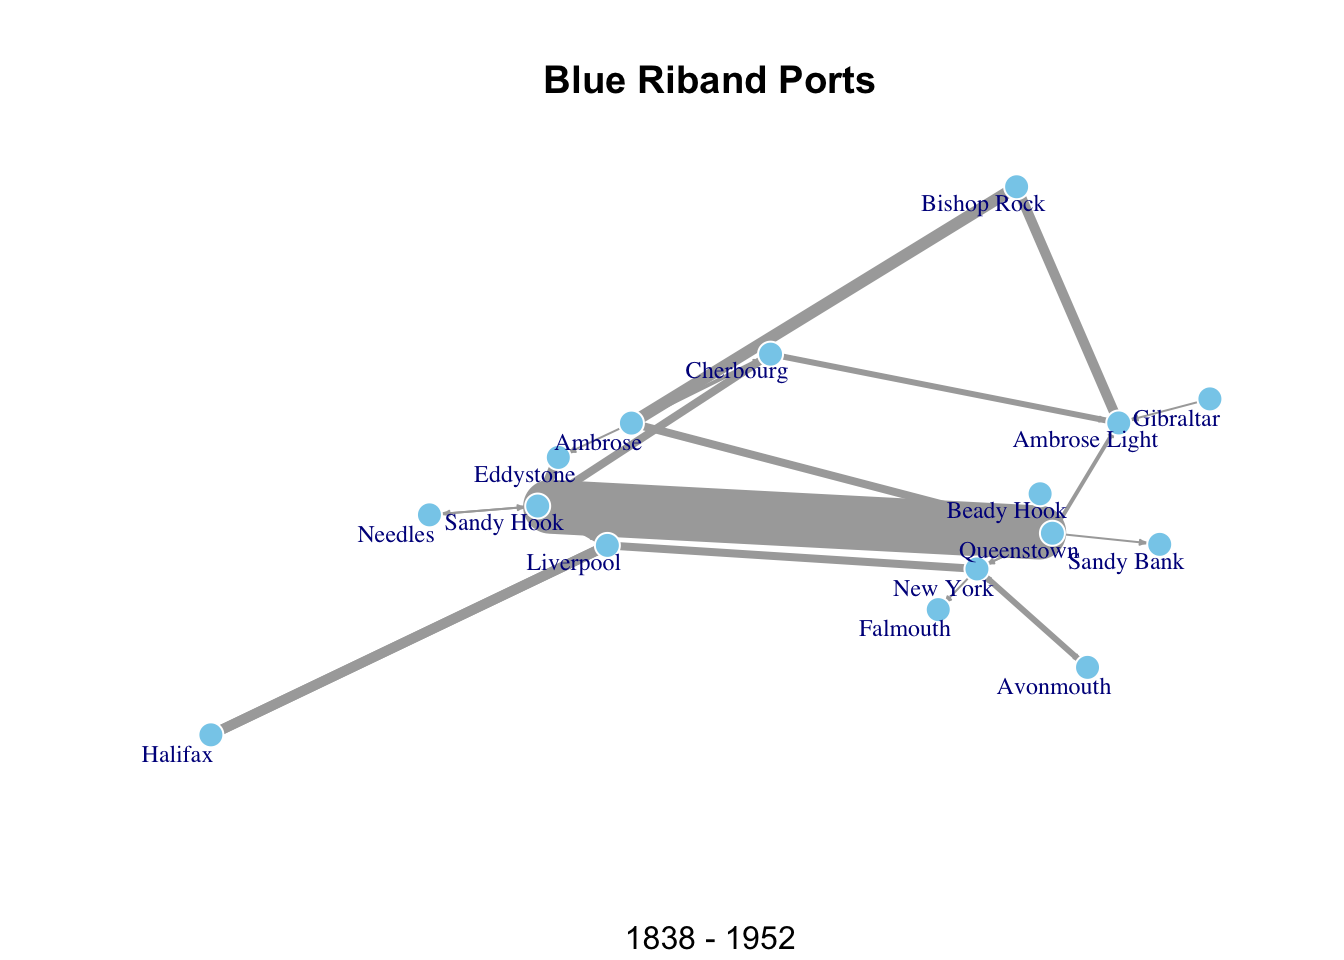 Blue Riband Ports
Bishop Rock
Cherbourg
Gibraltar
Ambrose Light
Ambrose
Eddystone
Beady Hook
Sandy Hook
Needles
Queenstown
Liverpool
Sandy Bank
New York
Falmouth
Avonmouth
Halifax
1838 - 1952